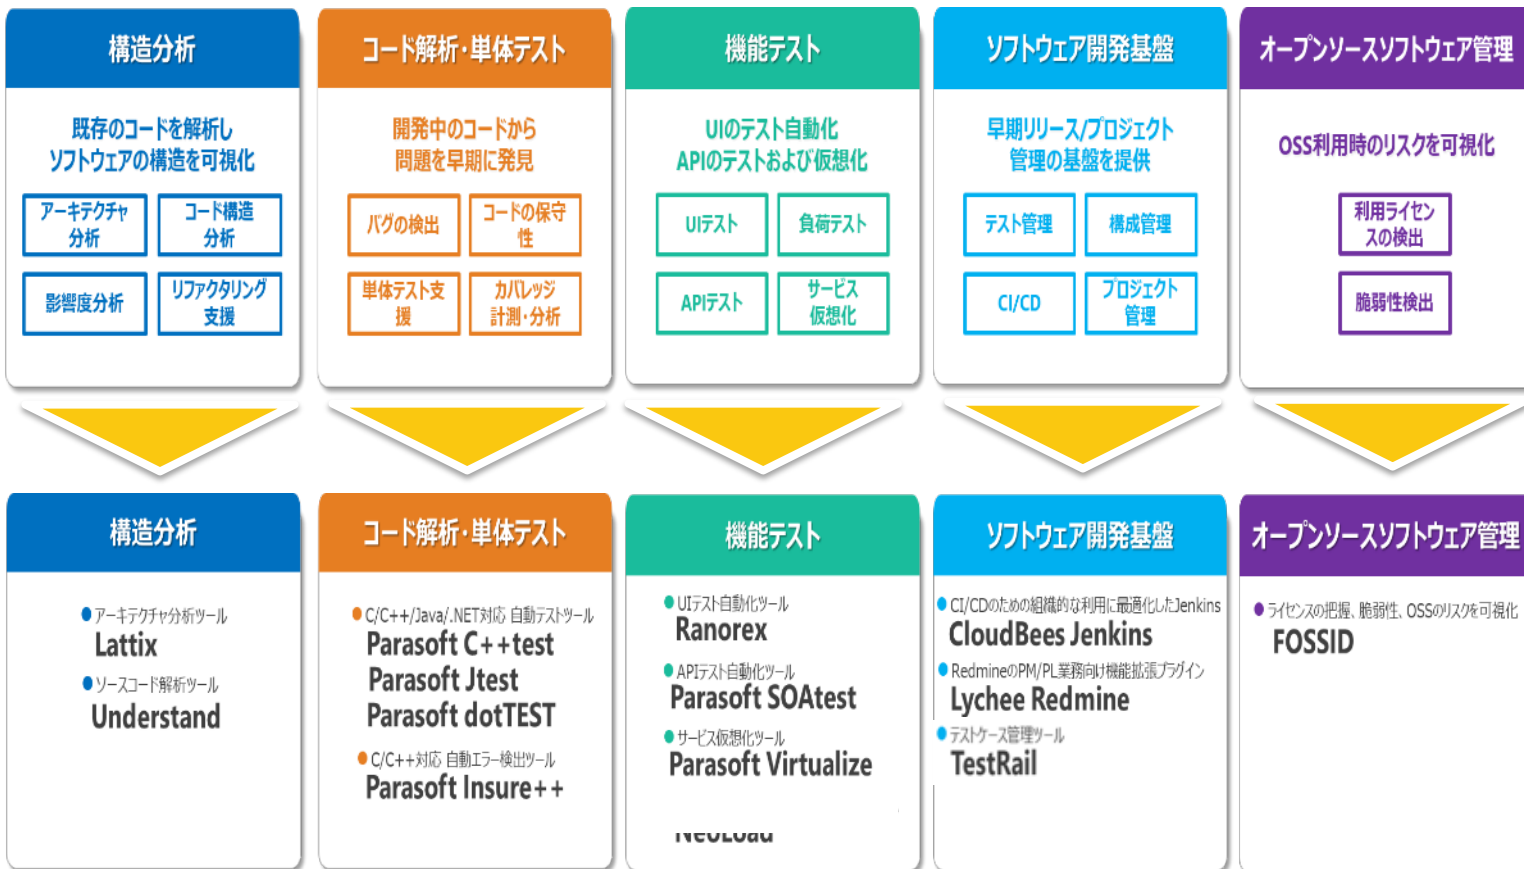 構造分析
既存のコードを解析し
ソフトウェアの構造を可視化
アーキテクチャ
分析
コード構造
分析
影響度分析
リファクタリング
支援
コード解析・単体テスト
開発中のコードから
問題を早期に発見
バグの検出
コードの保守
性
単体テスト支
援
カバレッジ
計測・分析
機能テスト
UIのテスト自動化
APIのテストおよび仮想化
UIテスト
負荷テスト
APIテスト
サービス
仮想化
ソフトウェア開発基盤
早期リリース/プロジェクト
管理の基盤を提供
テスト管理
構成管理
CI/CD
プロジェクト
管理
オープンソースソフトウェア管理
OSS利用時のリスクを可視化
利用ライセン
スの検出
脆弱性検出
構造分析
●アーキテクチャ分析ツール
Lattix
●ソースコード解析ツール
Understand
コード解析・単体テスト
●C/C++/Java/.NET対応 自動テストツール
Parasoft C++test
Parasoft Jtest
Parasoft dotTEST
●C/C++対応 自動エラー検出ツール
Parasoft Insure++
機能テスト
●UIテスト自動化ツール
Ranorex
●APIテスト自動化ツール
Parasoft SOAtest
●サービス仮想化ツール
Parasoft Virtualize
NeoLoad
ソフトウェア開発基盤
●CI/CDのための組織的な利用に最適化したJenkins
CloudBees Jenkins
●RedmineのPM/PL業務向け機能拡張プラグイン
Lychee Redmine
●テストケース管理ツール
TestRail
オープンソースソフトウェア管理
●ライセンスの把握、脆弱性、OSSのリスクを可視化
FOSSID